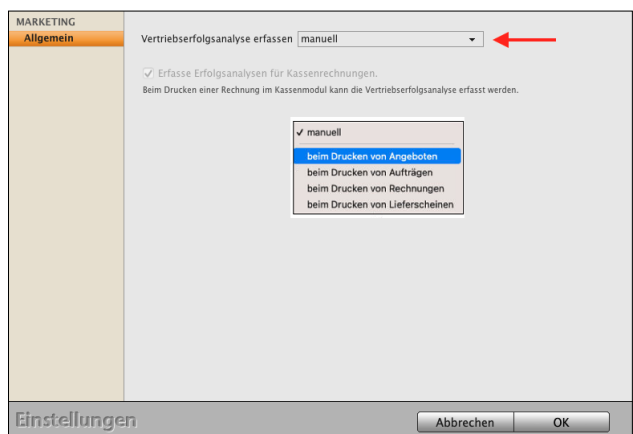 MARKETING
Allgemein
Vertriebserfolgsanalyse erfassen manuell
Erfasse Erfolgsanalysen für Kassenrechnungen.
Beim Drucken einer Rechnung im Kassenmodul kann die Vertriebserfolgsanalyse erfasst werden.
✓ manuell
beim Drucken von Angeboten
beim Drucken von Aufträgen
beim Drucken von Rechnungen
beim Drucken von Lieferscheinen
Einstellungen
Abbrechen OK